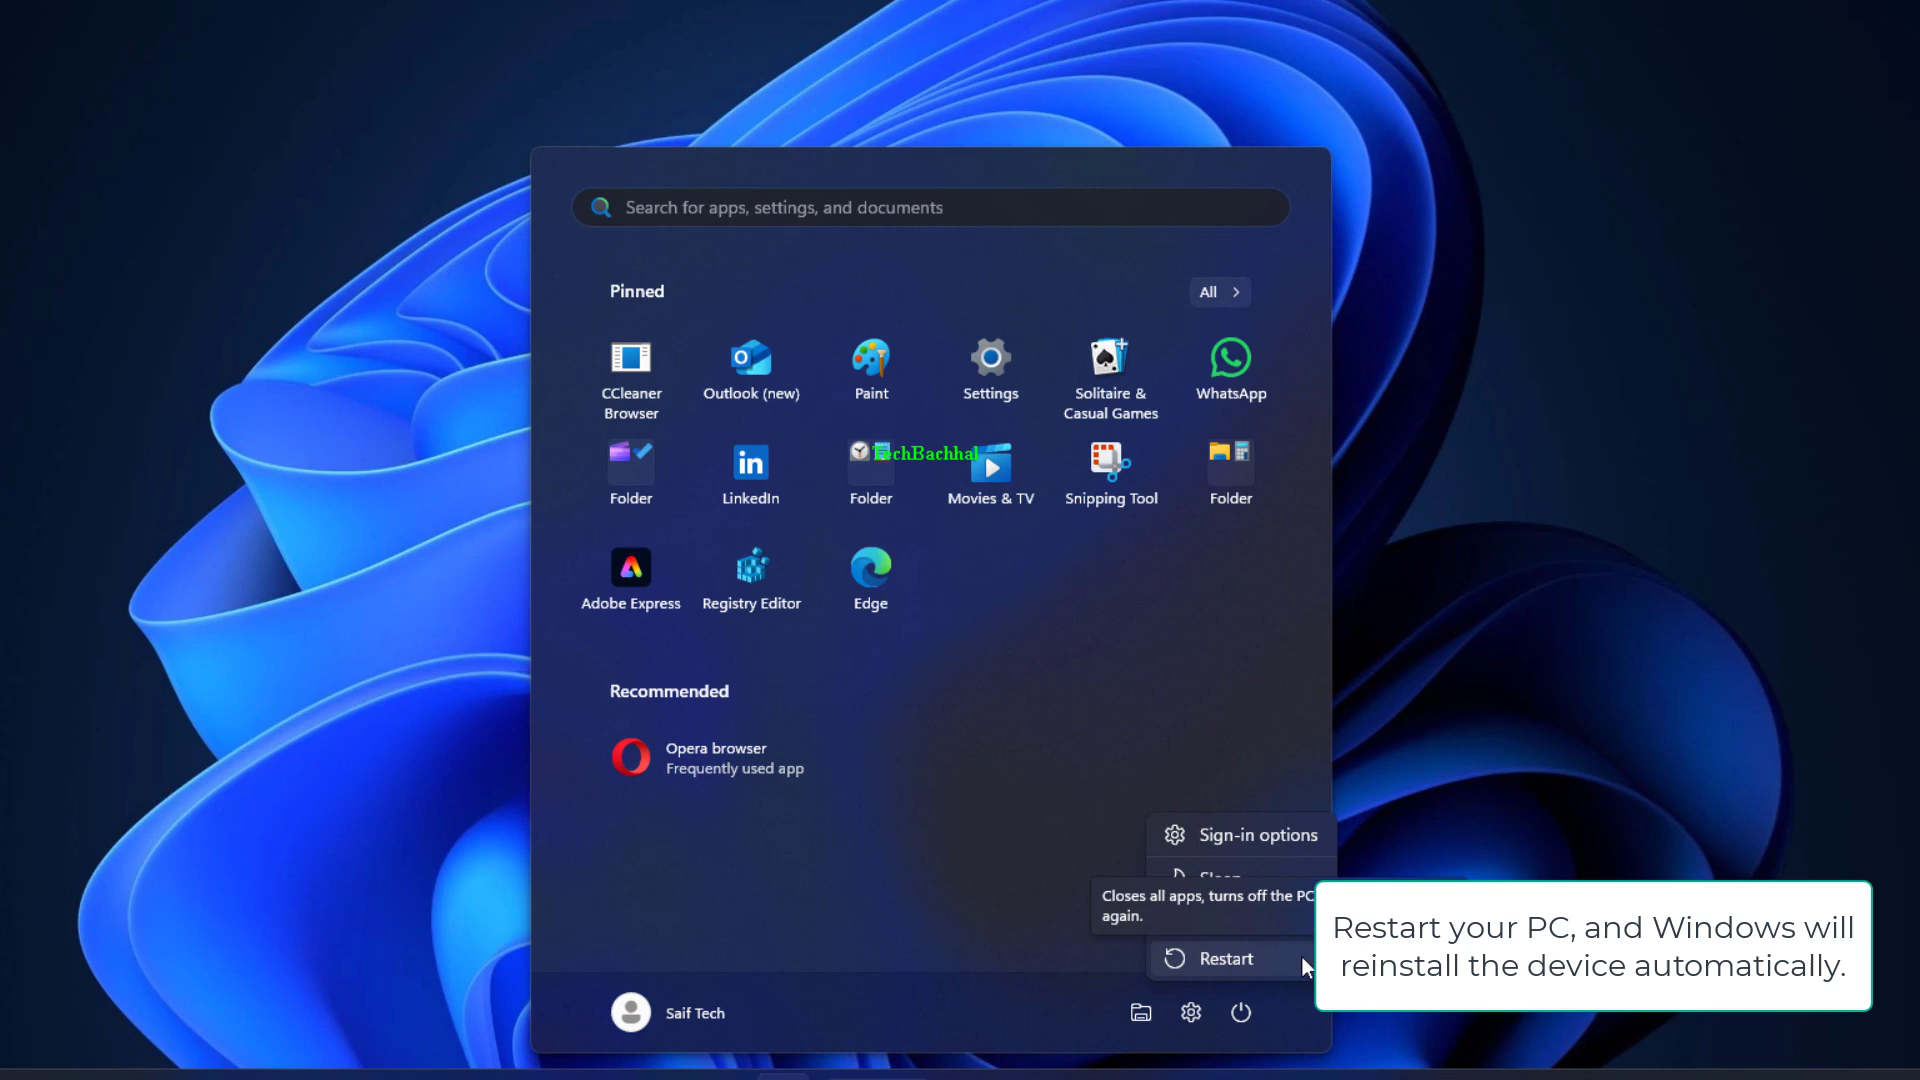 Search for apps, settings, and documents
Pinned
All
CCleaner
Browser
Outlook (new)
Paint
Settings
Solitaire &
Casual Games
WhatsApp
TechBachhal
Folder
LinkedIn
Folder
Movies & TV
Snipping Tool
Folder
Adobe Express
Registry Editor
Edge
Recommended
Opera browser
Frequently used app
Sign-in options
Sleep
Closes all apps, turns off the PC
again.
Restart
Restart your PC, and Windows will
reinstall the device automatically.
Saif Tech